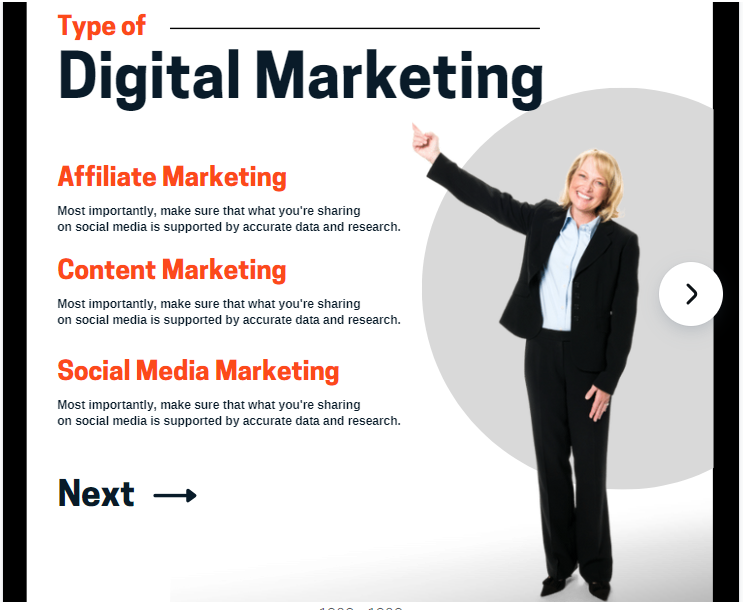 Type of
Digital Marketing
Affiliate Marketing
Most importantly, make sure that what you're sharing
on social media is supported by accurate data and research.
Content Marketing
Most importantly, make sure that what you're sharing
on social media is supported by accurate data and research.
Social Media Marketing
Most importantly, make sure that what you're sharing
on social media is supported by accurate data and research.
Next